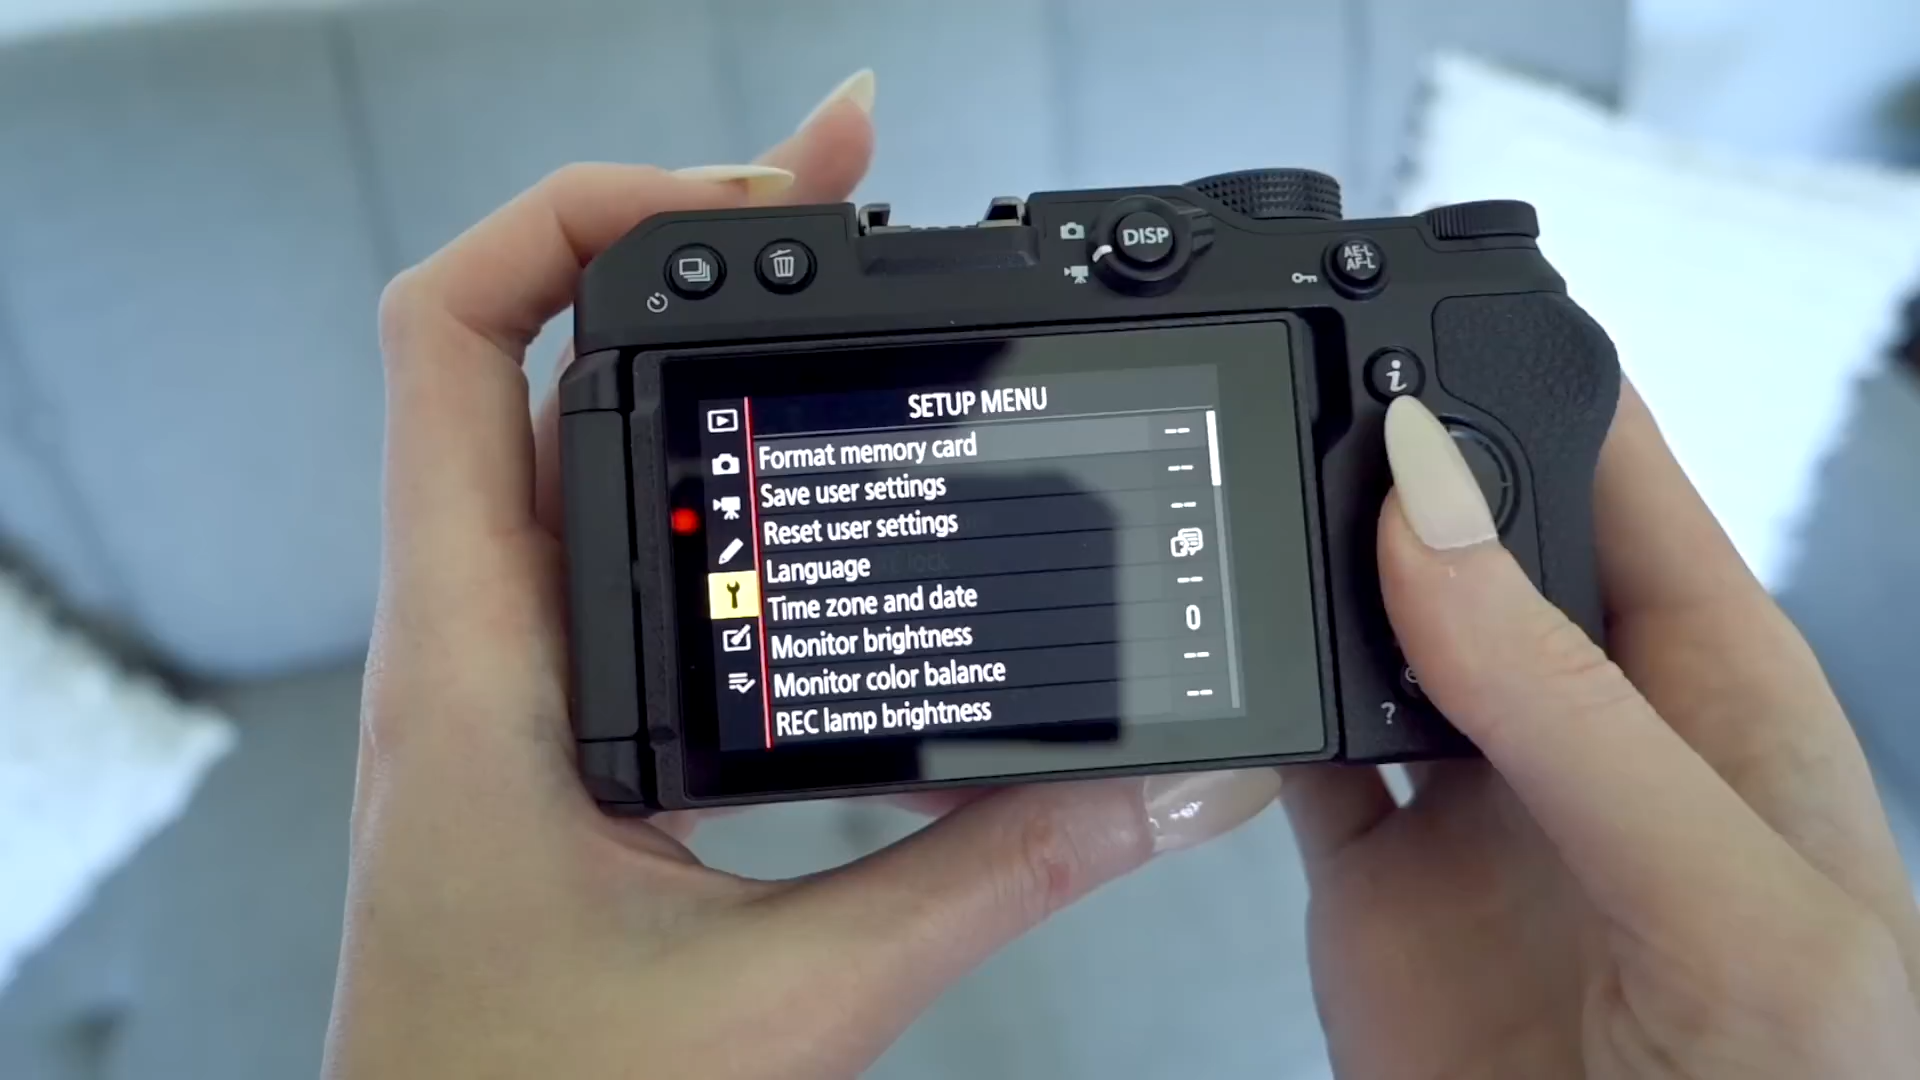 DISP
AE-L
AF-L
i
SETUP MENU
Format memory card --
Save user settings --
Reset user settings --
Language
Time zone and date --
Monitor brightness 0
Monitor color balance --
REC lamp brightness --
?